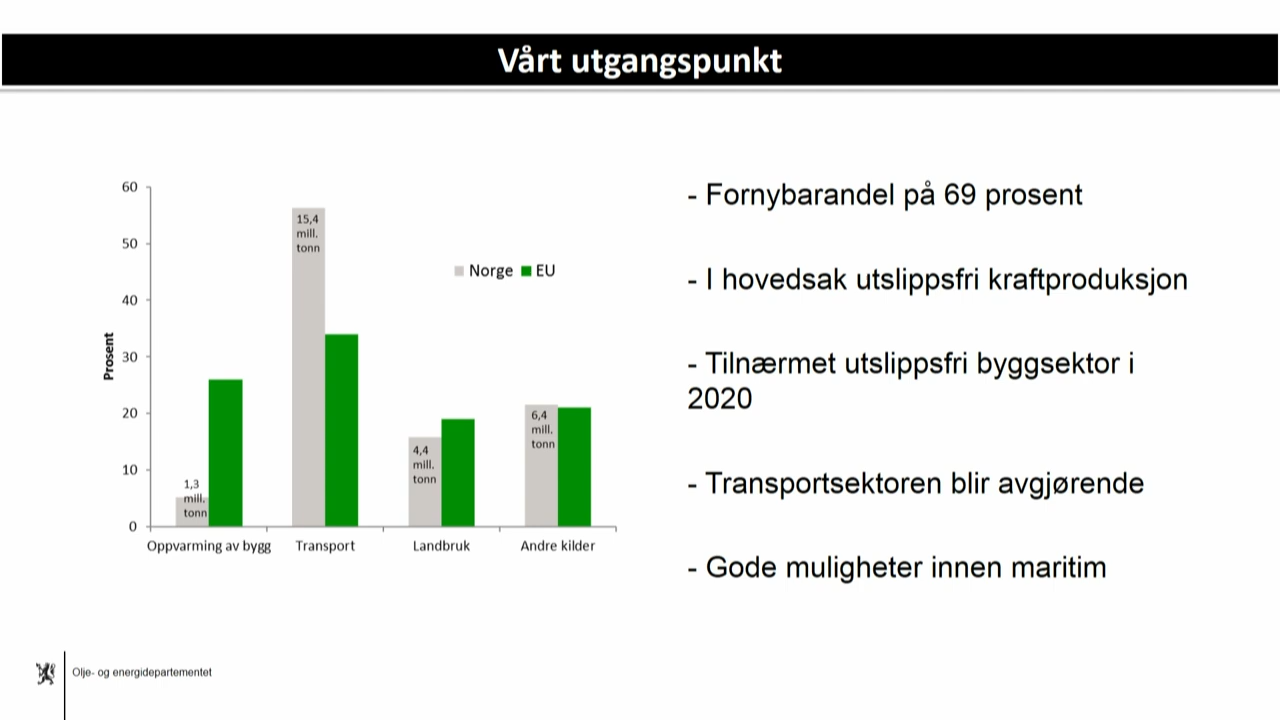 Vårt utgangspunkt
60
50
40
30
20
10
0
Prosent
15,4
mill.
tonn
Norge EU
1,3
mill.
tonn
4,4
mill.
tonn
6,4
mill.
tonn
Oppvarming av bygg Transport Landbruk Andre kilder
- Fornybarandel på 69 prosent
- I hovedsak utslippsfri kraftproduksjon
- Tilnærmet utslippsfri byggsektor i
2020
- Transportsektoren blir avgjørende
- Gode muligheter innen maritim
Olje- og energidepartementet